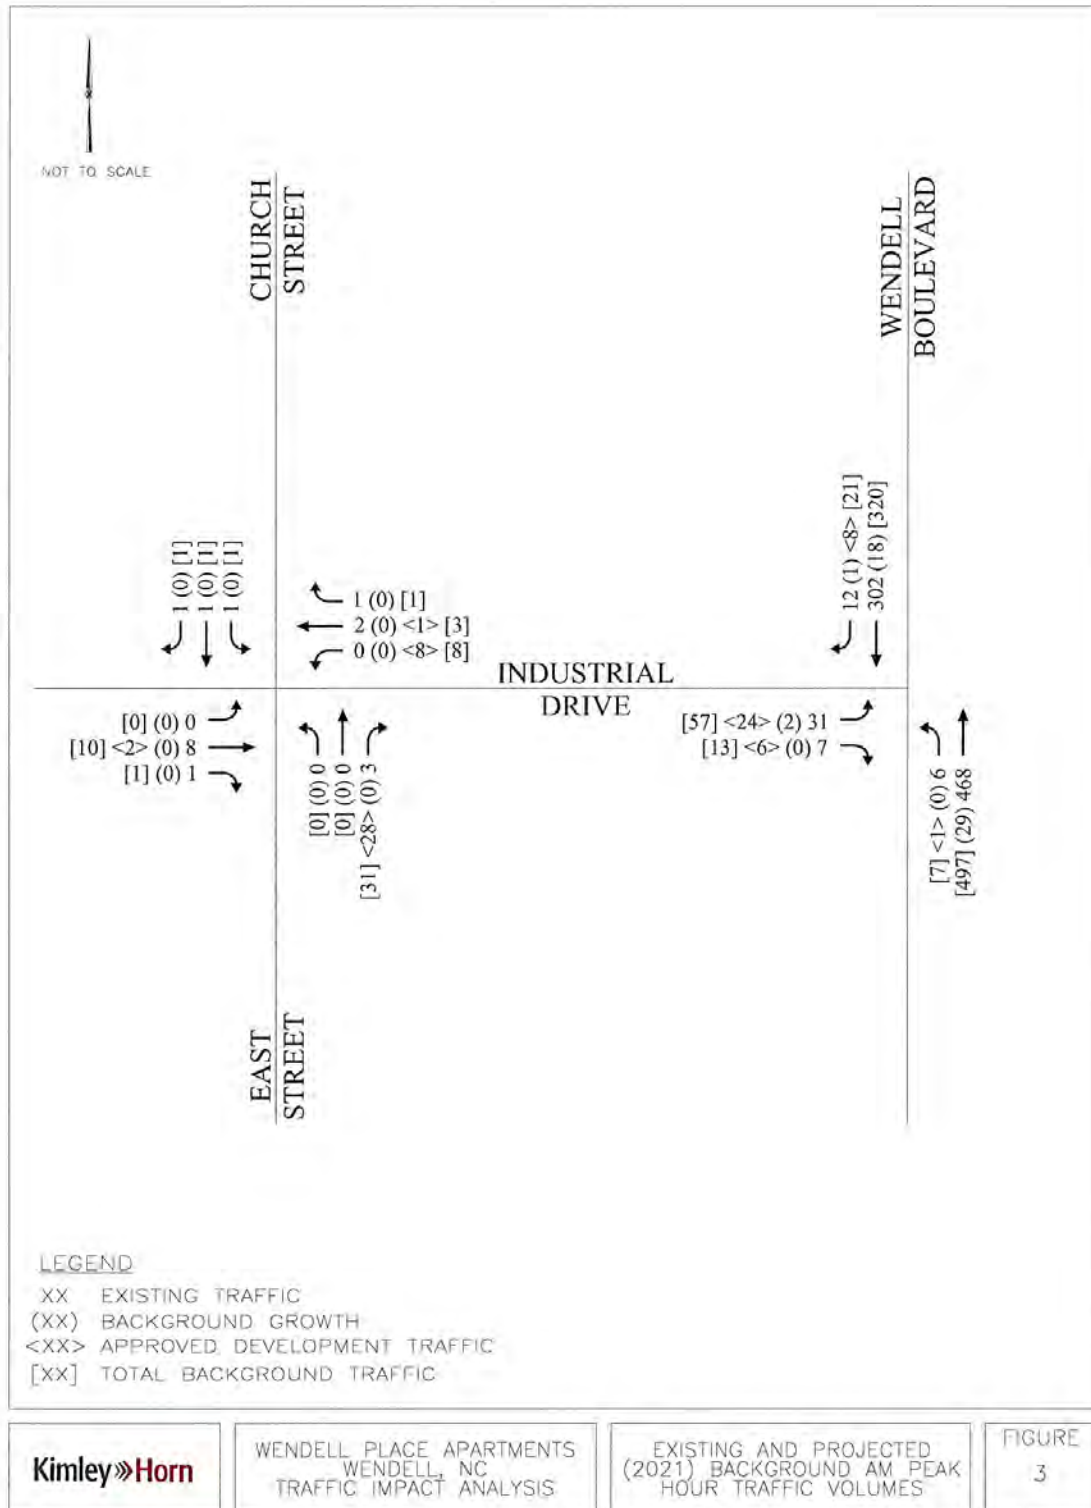 NOT TO SCALE
CHURCH
STREET
WENDELL
BOULEVARD
1 (0) [1]
1 (0) [1]
1 (0) [1]
1 (0) [1]
2 (0) <1> [3]
0 (0) <8> [8]
12 (1) <8> [21]
302 (18) [320]
INDUSTRIAL
DRIVE
[0] (0) 0
[10] <2> (0) 8
[1] (0) 1
[0] (0) 0
[0] (0) 0
[31] <28> (0) 3
[57] <24> (2) 31
[13] <6> (0) 7
[7] <1> (0) 6
[497] (29) 468
EAST
STREET
LEGEND
XX EXISTING TRAFFIC
(XX) BACKGROUND GROWTH
<XX> APPROVED DEVELOPMENT TRAFFIC
[XX] TOTAL BACKGROUND TRAFFIC
Kimley»Horn
WENDELL PLACE APARTMENTS
WENDELL, NC
TRAFFIC IMPACT ANALYSIS
EXISTING AND PROJECTED
(2021) BACKGROUND AM PEAK
HOUR TRAFFIC VOLUMES
FIGURE
3